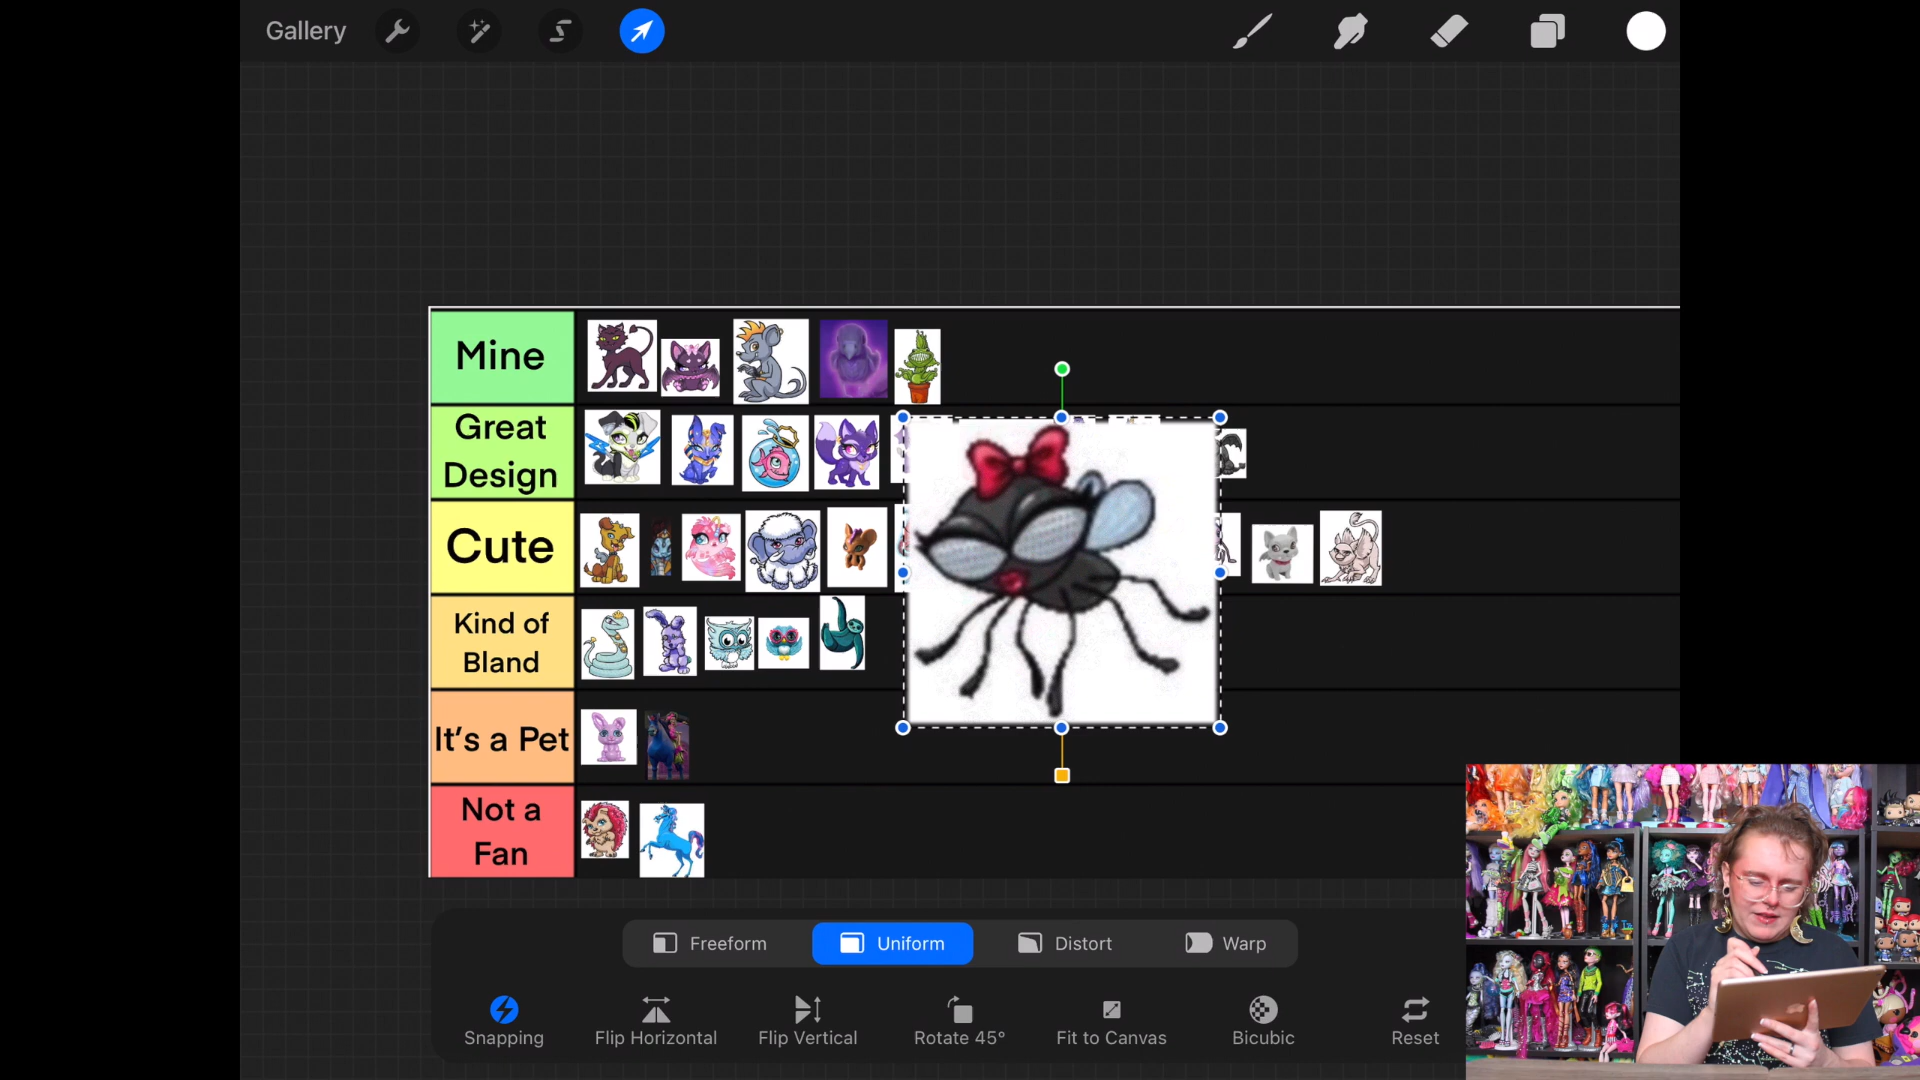 Gallery
Mine
Great
Design
Cute
Kind of
Bland
It's a Pet
Not a
Fan
Freeform
Uniform
Distort
Warp
Snapping
Flip Horizontal
Flip Vertical
Rotate 45°
Fit to Canvas
Bicubic
Reset